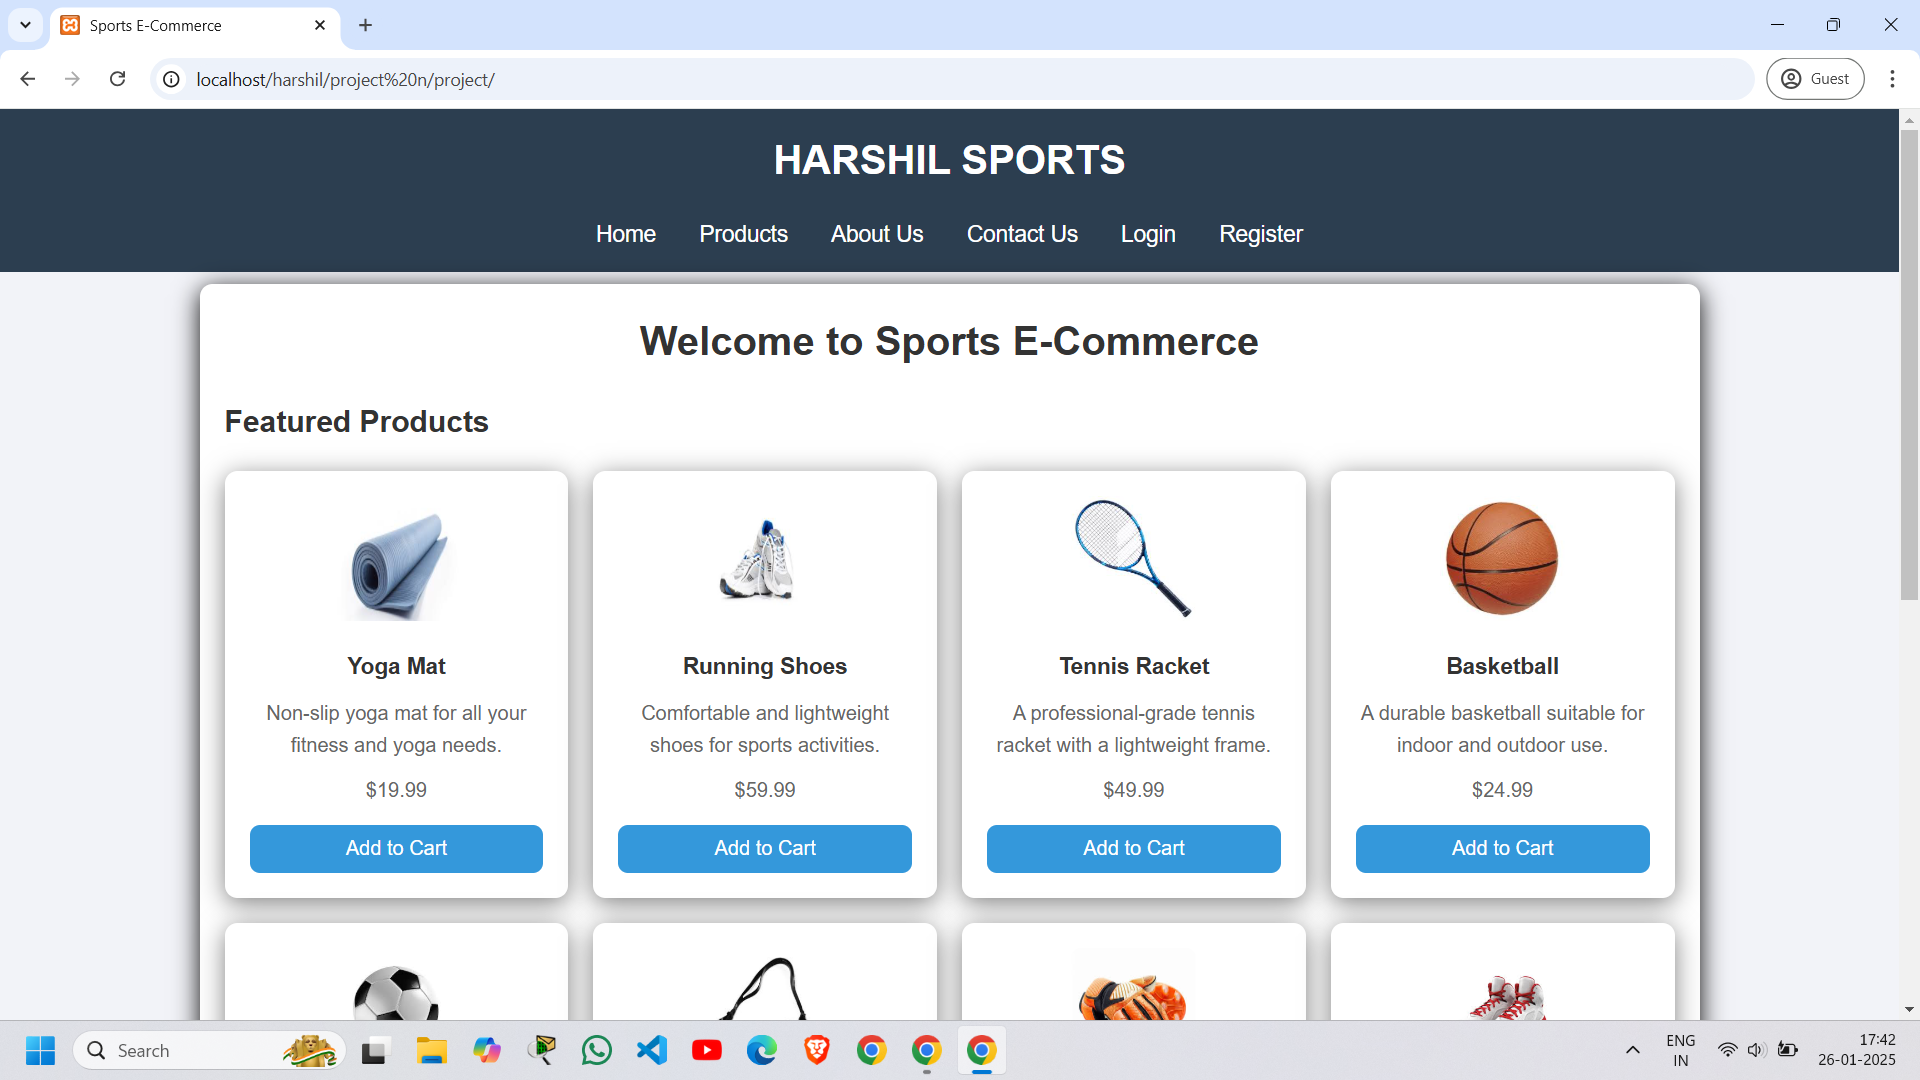 Sports E-Commerce
localhost/harshil/project%20n/project/
Guest
HARSHIL SPORTS
Home Products About Us Contact Us Login Register
Welcome to Sports E-Commerce
Featured Products
Yoga Mat
Non-slip yoga mat for all your
fitness and yoga needs.
$19.99
Add to Cart
Running Shoes
Comfortable and lightweight
shoes for sports activities.
$59.99
Add to Cart
Tennis Racket
A professional-grade tennis
racket with a lightweight frame.
$49.99
Add to Cart
Basketball
A durable basketball suitable for
indoor and outdoor use.
$24.99
Add to Cart
Search
ENG
IN
17:42
26-01-2025